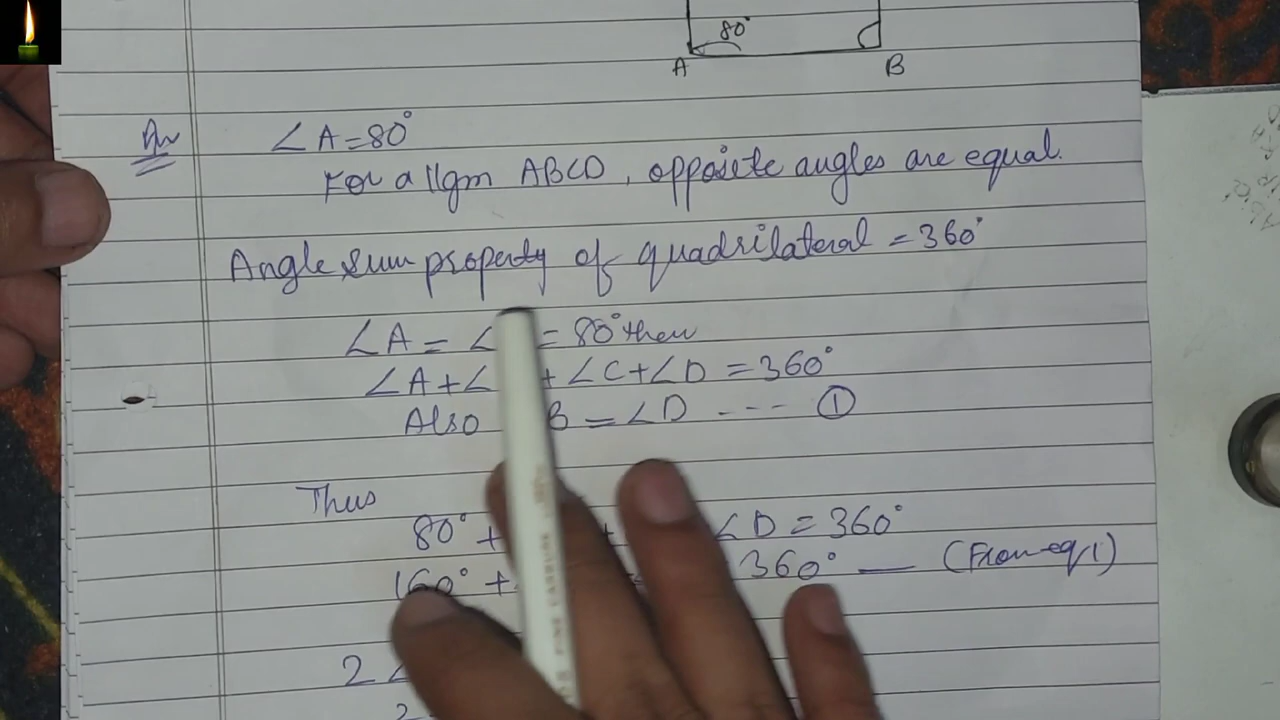 80°
A B
Ans ∠A=80°
For a llgm ABCD, opposite angles are equal.
Angle sum property of quadrilateral = 360°
∠A = ∠ = 80° then
∠A+∠ + ∠C+∠D = 360°
Also B = ∠D --- ①
Thus
80° + + ∠D = 360°
160° + 360° — (From eq 1)
2 ∠
2